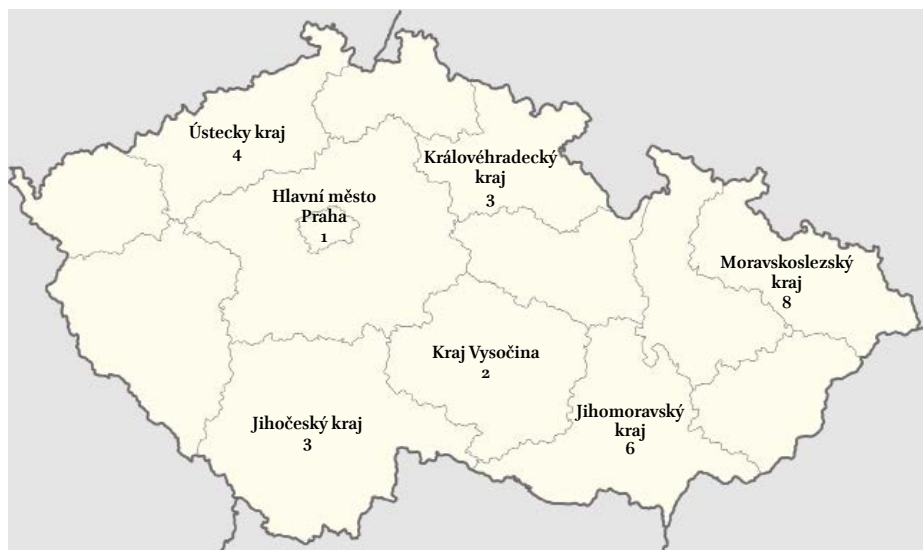 Ústecky kraj
4
Královéhradecký
kraj
3
Hlavní město
Praha
1
Moravskoslezský
kraj
8
Kraj Vysočina
2
Jihočeský kraj
3
Jihomoravský
kraj
6